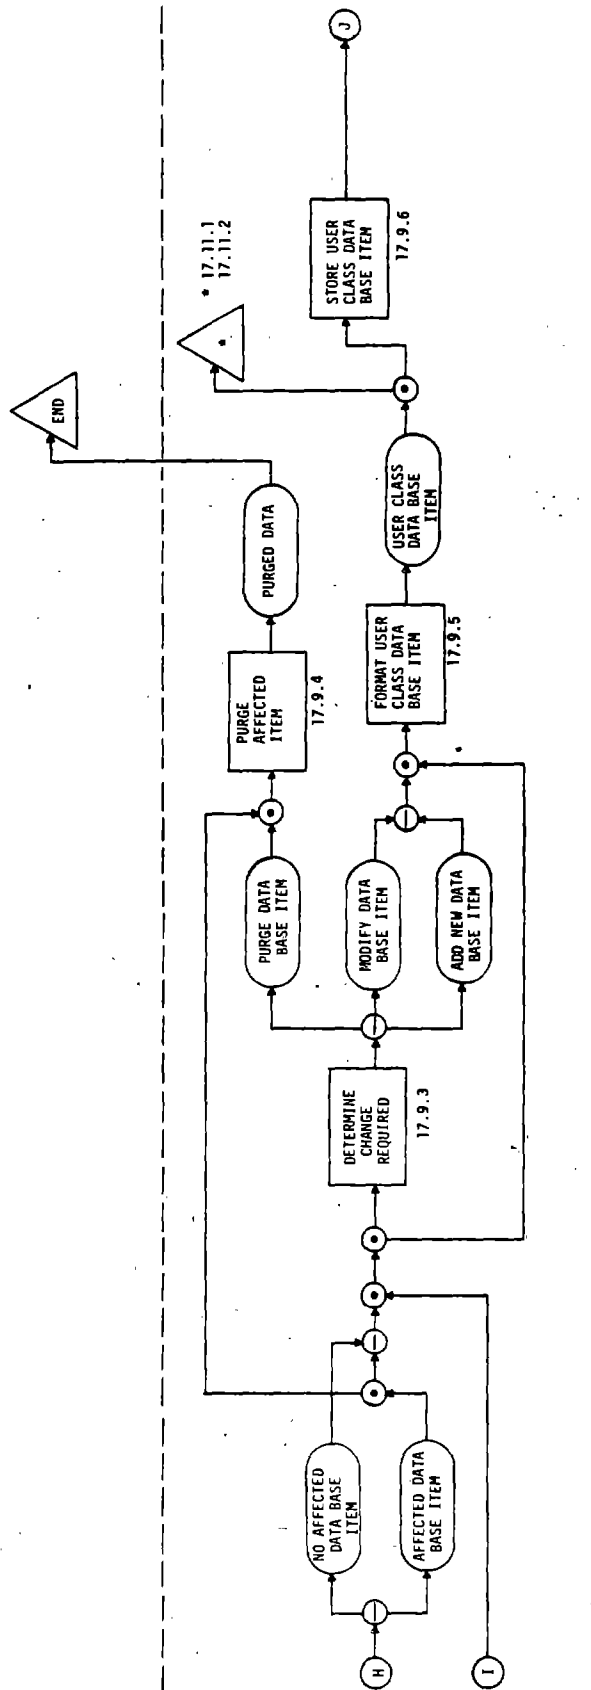 H
I
NO AFFECTED
DATA BASE
ITEM
AFFECTED DATA
BASE ITEM
DETERMINE
CHANGE
REQUIRED
17.9.3
PURGE DATA
BASE ITEM
MODIFY DATA
BASE ITEM
ADD NEW DATA
BASE ITEM
PURGE
AFFECTED
ITEM
17.9.4
PURGED DATA
END
FORMAT USER
CLASS DATA
BASE ITEM
17.9.5
USER CLASS
DATA BASE
ITEM
*
* 17.11.1
17.11.2
STORE USER
CLASS DATA
BASE ITEM
17.9.6
J